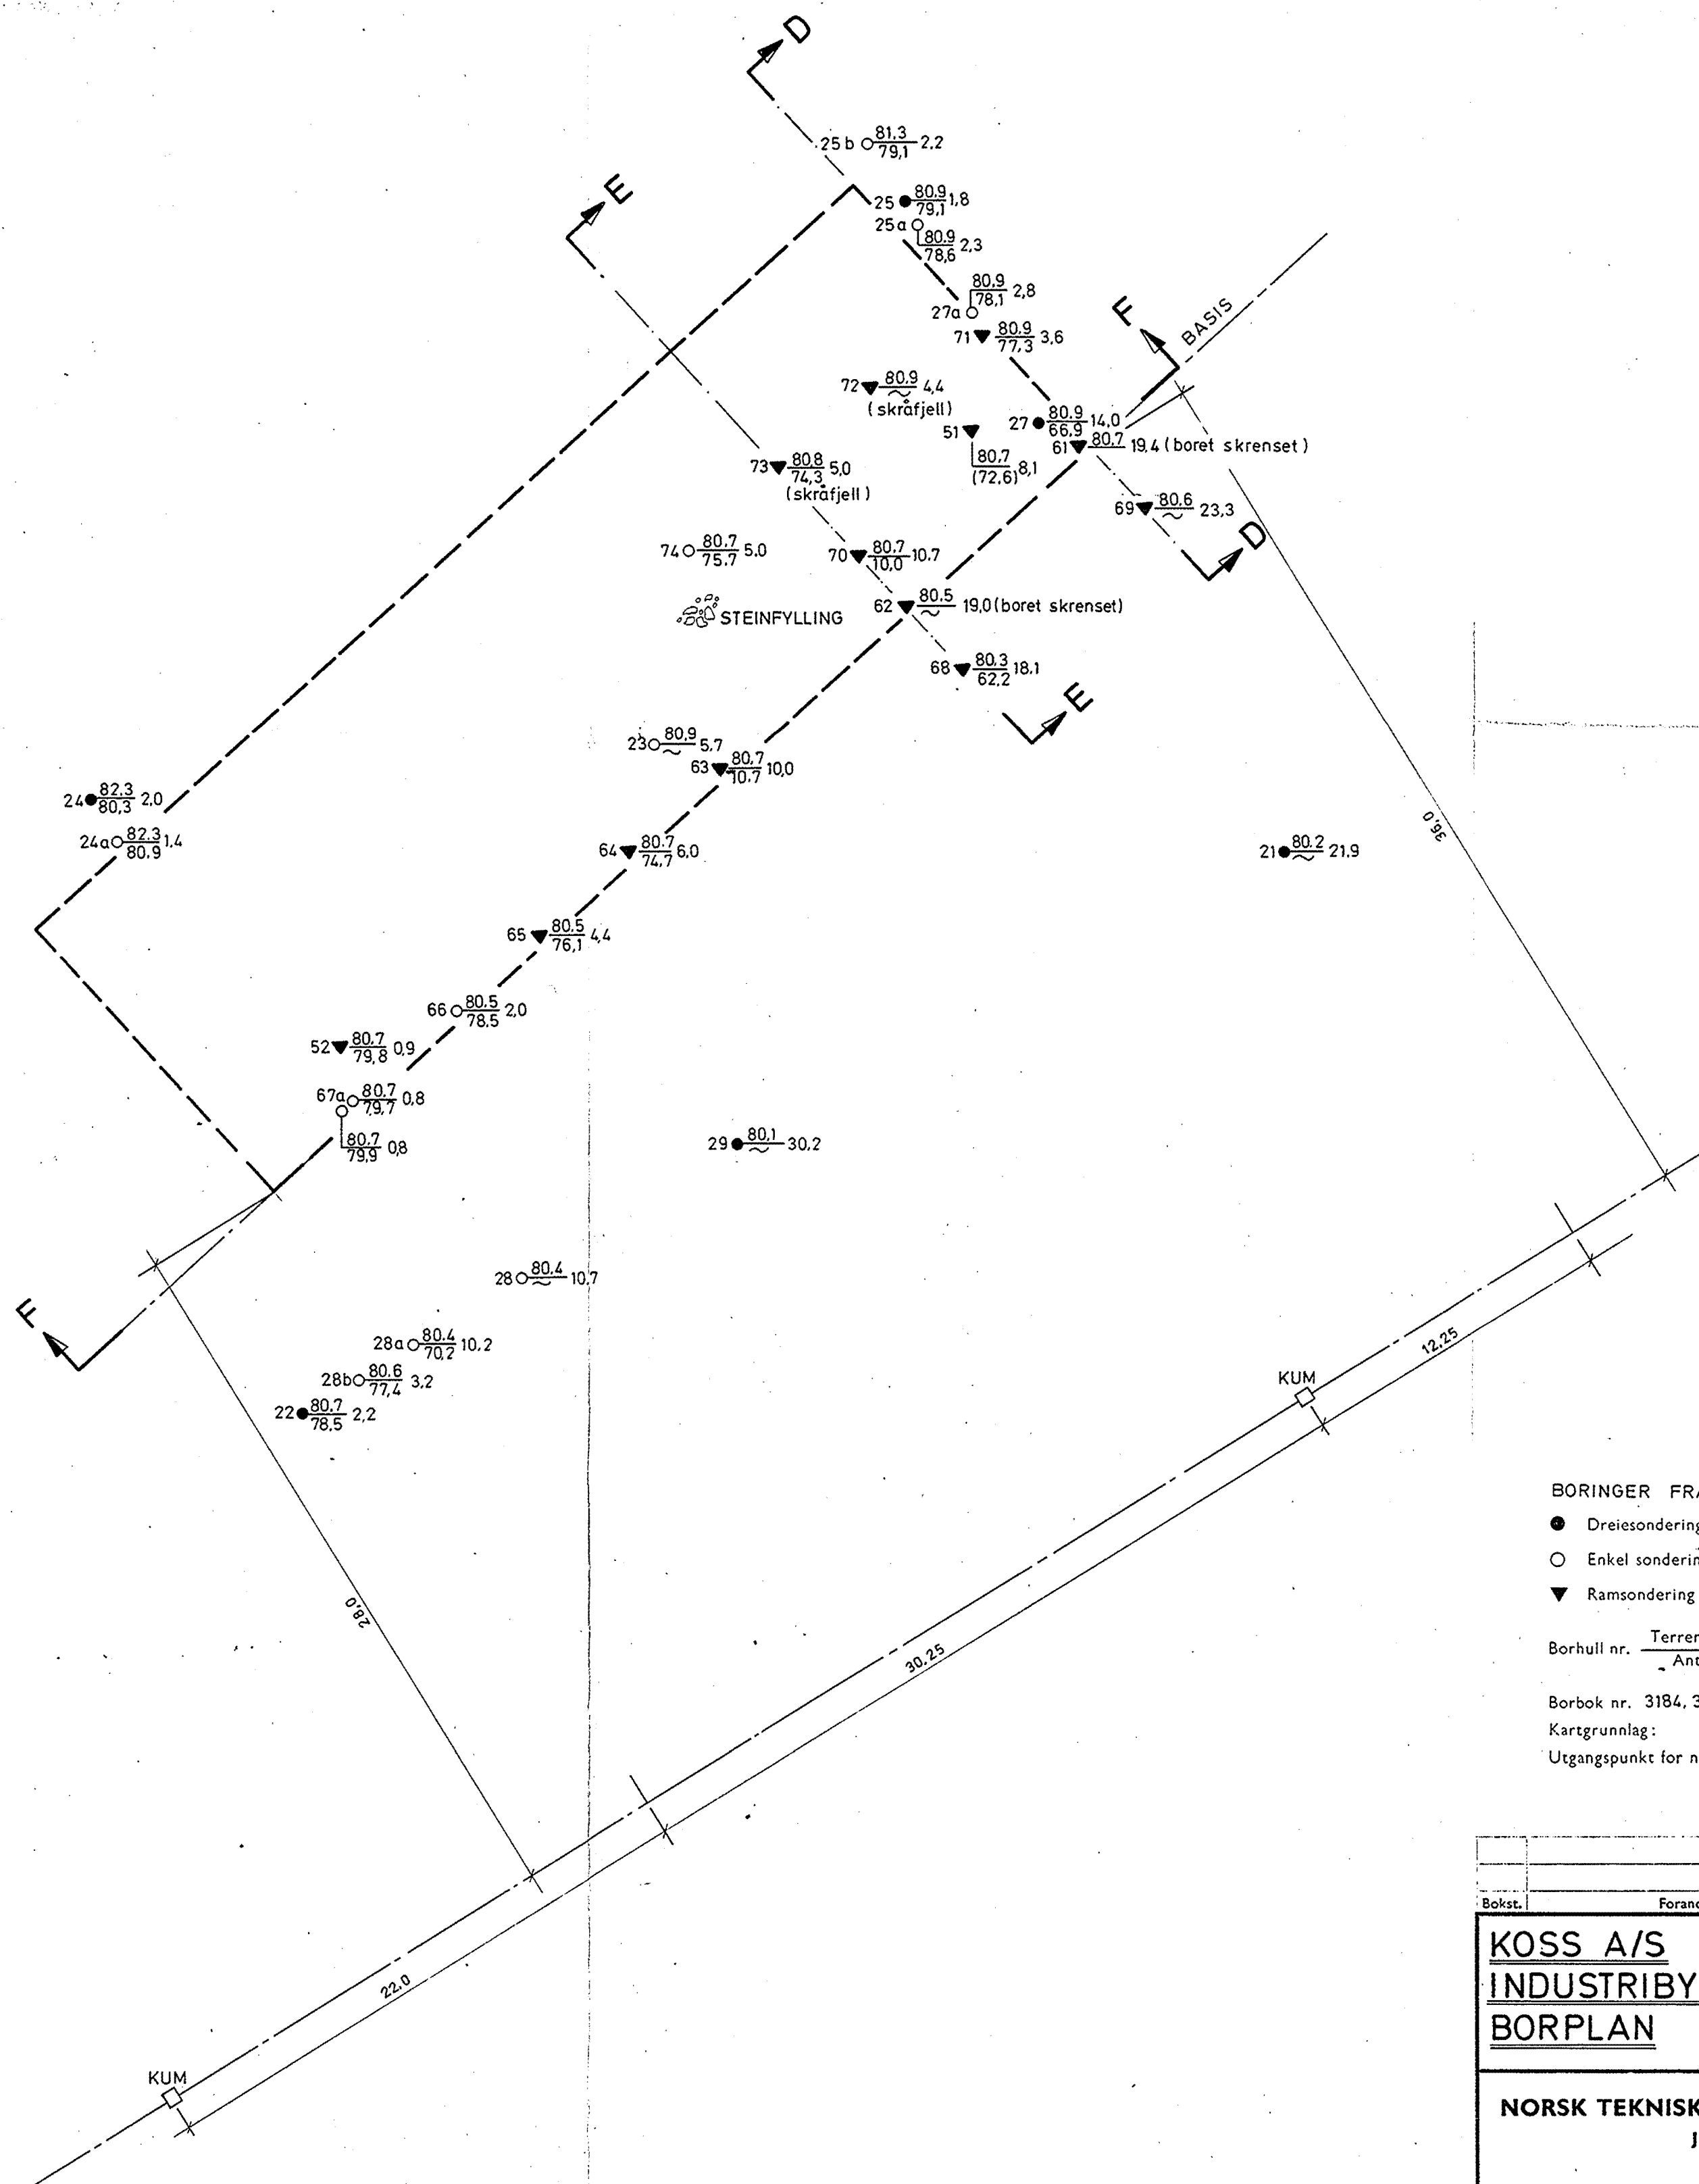 D
25 b 81,3 2,2
79,1
E
25 80.9 1,8
79,1
25a
80.9 2,3
78,6
80,9 2,8
78,1
27a
F
BASIS
71 80.9 3,6
77,3
72 80.9 4,4
(skråfjell)
51
80,7 8,1
(72,6)
27 80.9 14,0
66,9
61 80,7 19,4 (boret skrenset)
73 80.8 5,0
74,3
(skråfjell)
69 80,6 23,3
~
D
74 80.7 5,0
75.7
70 80.7 10.7
10,0
STEINFYLLING
62 80.5 19,0 (boret skrenset)
~
68 80.3 18,1
62,2
E
23 80,9 5,7
~
63 80,7 10,0
10.7
24 82.3 2,0
80,3
24a 82.3 1,4
80,9
64 80.7 6,0
74,7
36,0
21 80.2 21,9
~
65 80.5 4,4
76,1
66 80.5 2,0
78,5
52 80,7 0,9
79,8
67a 80.7 0,8
79,7
80,7 0,8
79,9
29 80,1 30,2
~
28 80,4 10,7
~
F
28a 80.4 10,2
70,2
28b 80.6 3,2
77,4
22 80.7 2,2
78,5
12,25
KUM
28,0
30,25
22,0
KUM
BORINGER
Dreiesondering
Enkel
Ramsondering
Borhull nr.
Borbok nr. 3184,
Kartgrunnlag:
Utgangspunkt for
Bokst.
KOSS A/S
INDUSTRIBY
BORPLAN
NORSK TEKNISK